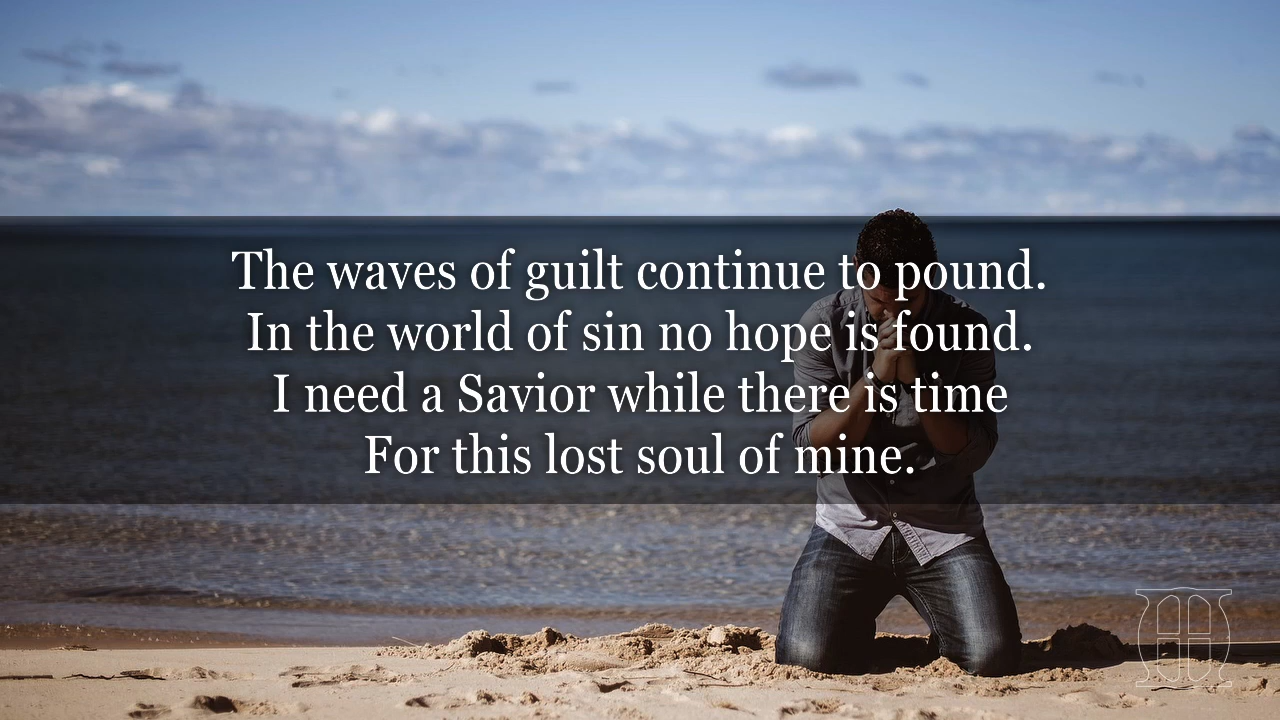 The waves of guilt continue to pound.
In the world of sin no hope is found.
I need a Savior while there is time
For this lost soul of mine.